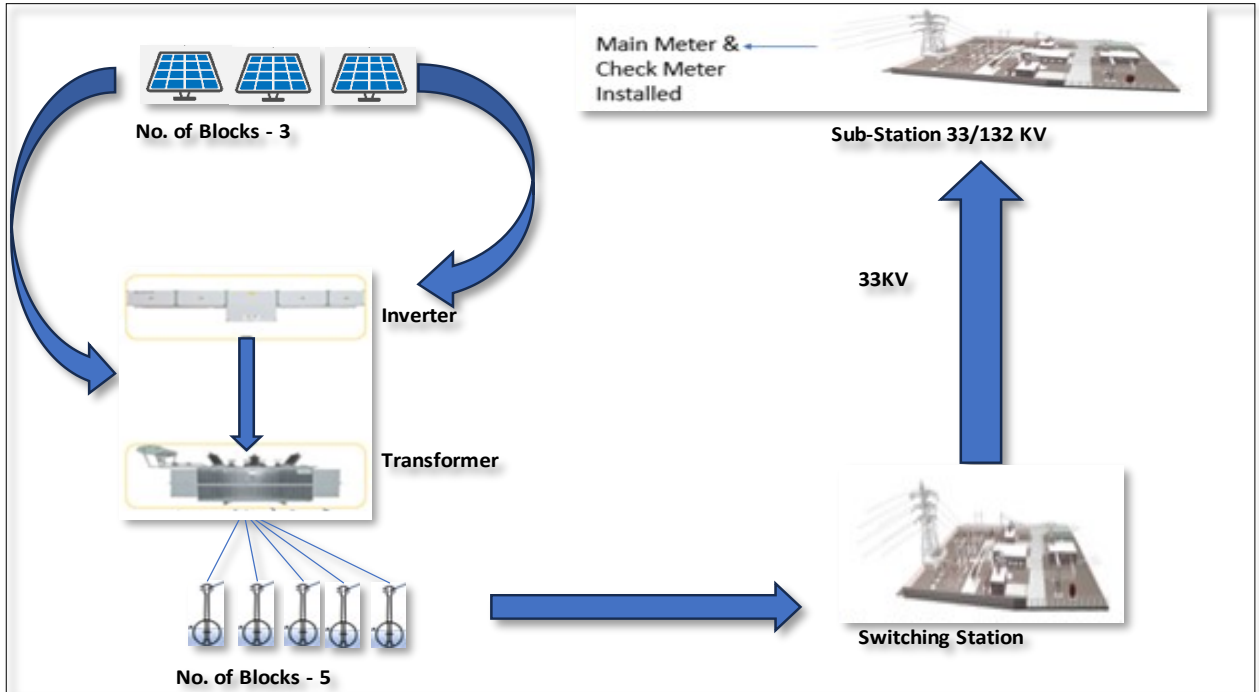 No. of Blocks - 3
Main Meter &
Check Meter
Installed
Sub-Station 33/132 KV
Inverter
33KV
Transformer
Switching Station
No. of Blocks - 5